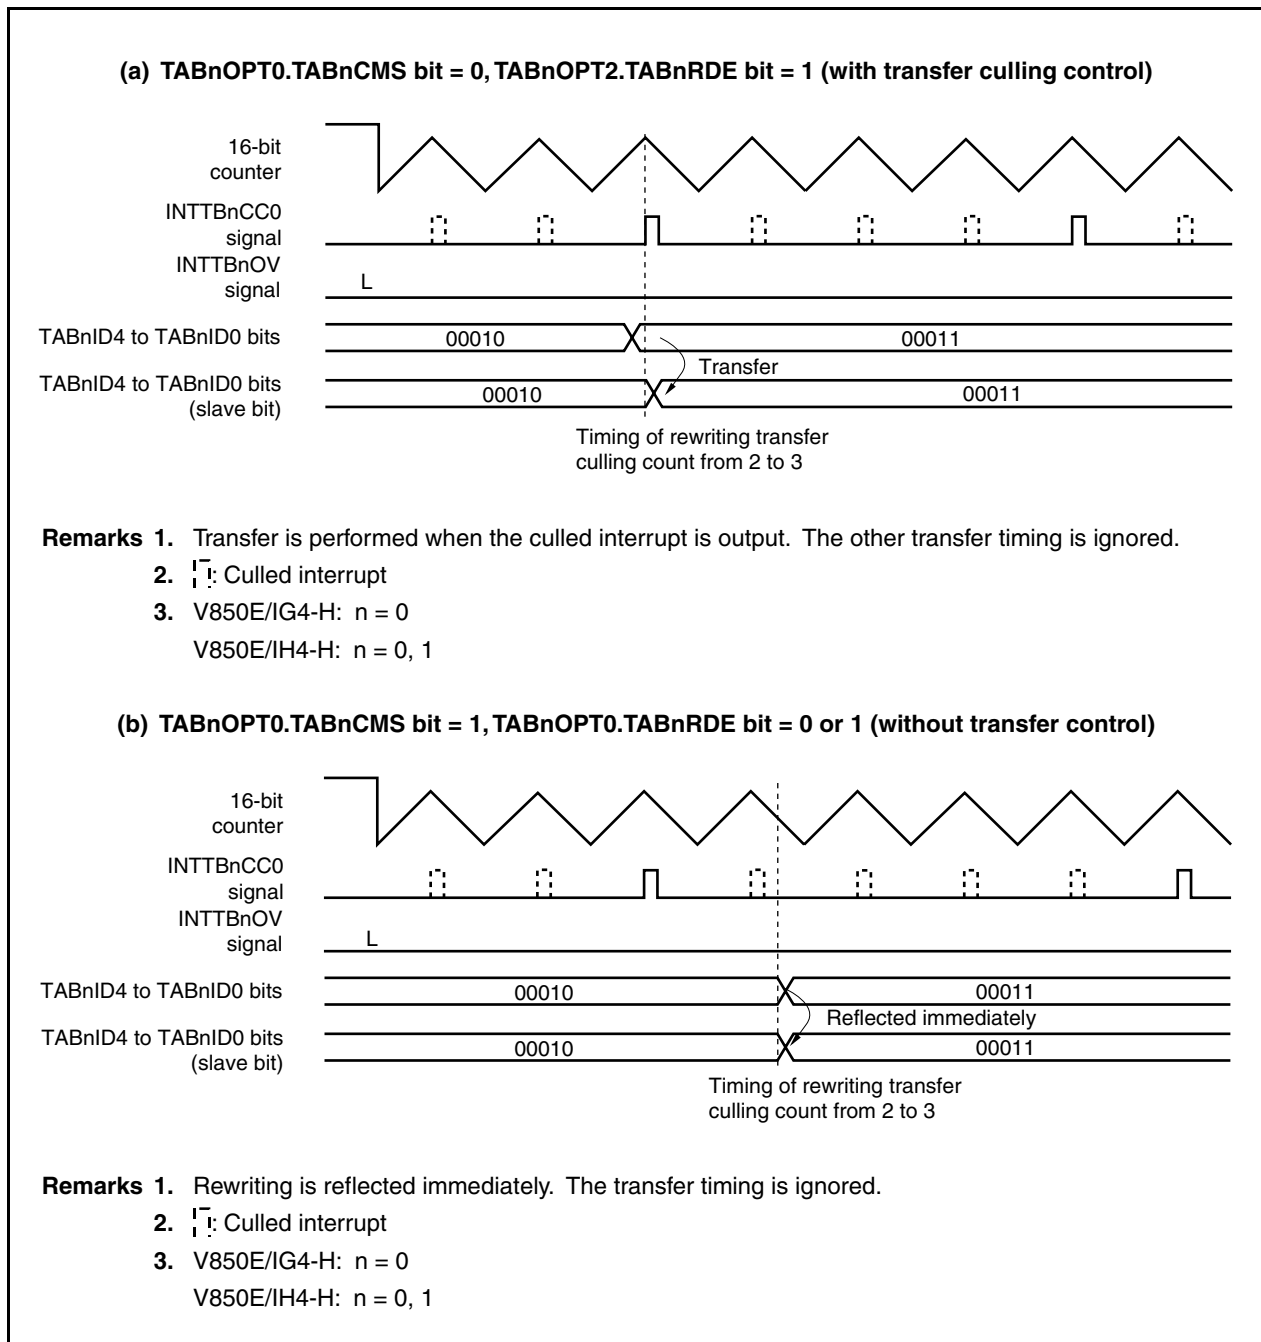 (a) TABnOPT0.TABnCMS bit = 0, TABnOPT2.TABnRDE bit = 1 (with transfer culling control)
16-bit
counter
INTTBnCC0
signal
INTTBnOV
signal
L
TABnID4 to TABnID0 bits
00010
00011
Transfer
TABnID4 to TABnID0 bits
(slave bit)
00010
00011
Timing of rewriting transfer
culling count from 2 to 3
Remarks 1. Transfer is performed when the culled interrupt is output. The other transfer timing is ignored.
2. : Culled interrupt
3. V850E/IG4-H: n = 0
V850E/IH4-H: n = 0, 1
(b) TABnOPT0.TABnCMS bit = 1, TABnOPT0.TABnRDE bit = 0 or 1 (without transfer control)
16-bit
counter
INTTBnCC0
signal
INTTBnOV
signal
L
TABnID4 to TABnID0 bits
00010
00011
Reflected immediately
TABnID4 to TABnID0 bits
(slave bit)
00010
00011
Timing of rewriting transfer
culling count from 2 to 3
Remarks 1. Rewriting is reflected immediately. The transfer timing is ignored.
2. : Culled interrupt
3. V850E/IG4-H: n = 0
V850E/IH4-H: n = 0, 1